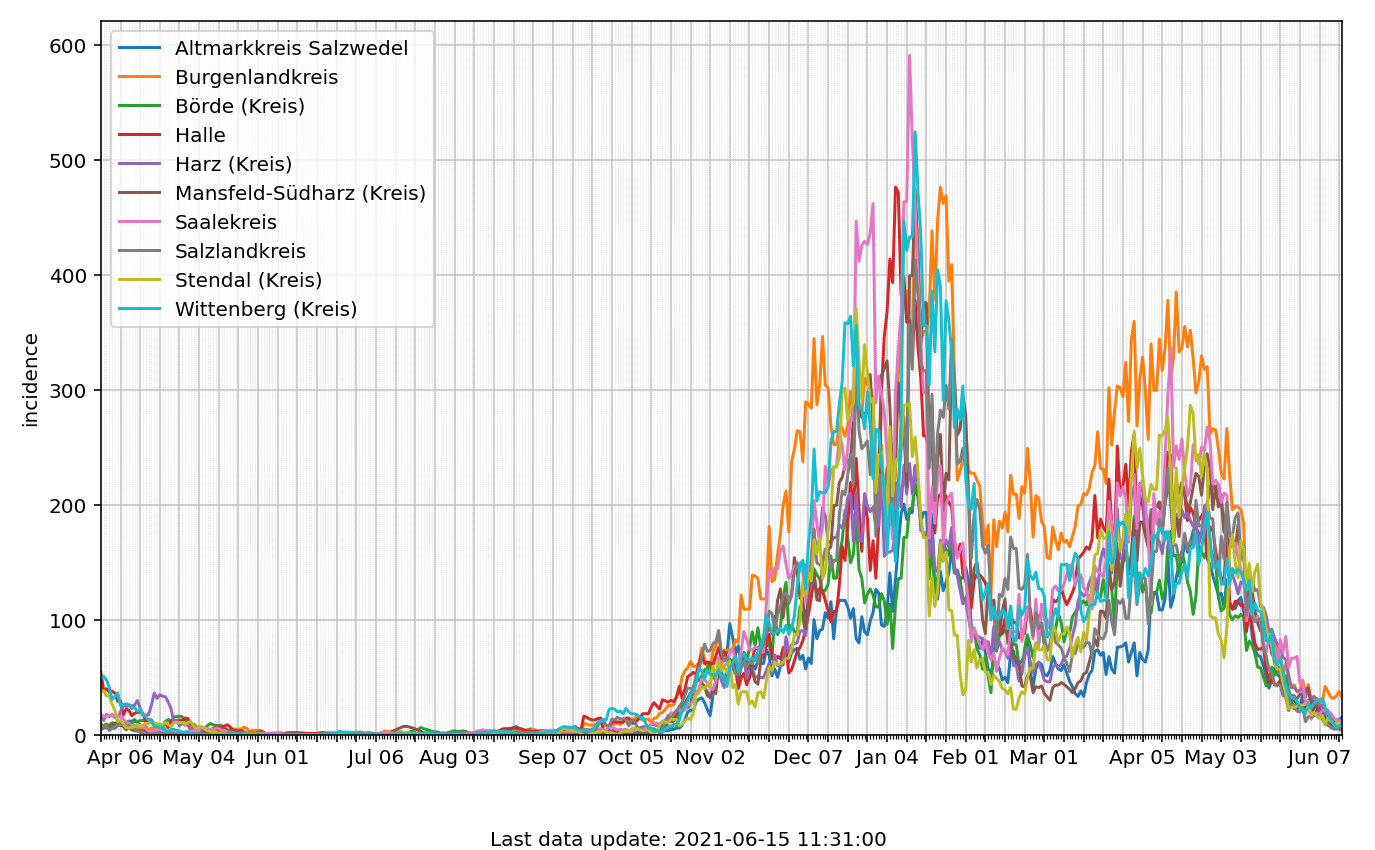 600
500
400
300
200
100
0
incidence
Altmarkkreis Salzwedel
Burgenlandkreis
Börde (Kreis)
Halle
Harz (Kreis)
Mansfeld-Südharz (Kreis)
Saalekreis
Salzlandkreis
Stendal (Kreis)
Wittenberg (Kreis)
Apr 06 May 04 Jun 01 Jul 06 Aug 03 Sep 07 Oct 05 Nov 02 Dec 07 Jan 04 Feb 01 Mar 01 Apr 05 May 03 Jun 07
Last data update: 2021-06-15 11:31:00